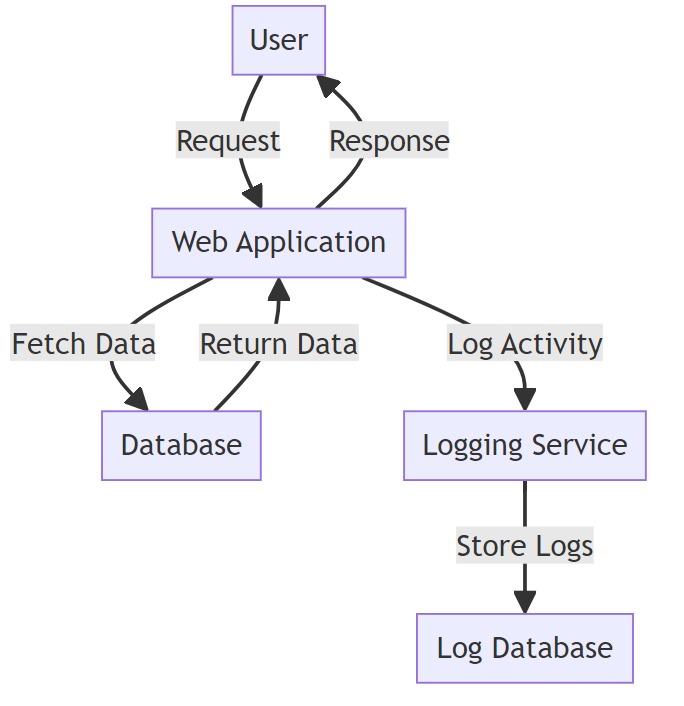 User
Request
Response
Web Application
Fetch Data
Return Data
Log Activity
Database
Logging Service
Store Logs
Log Database